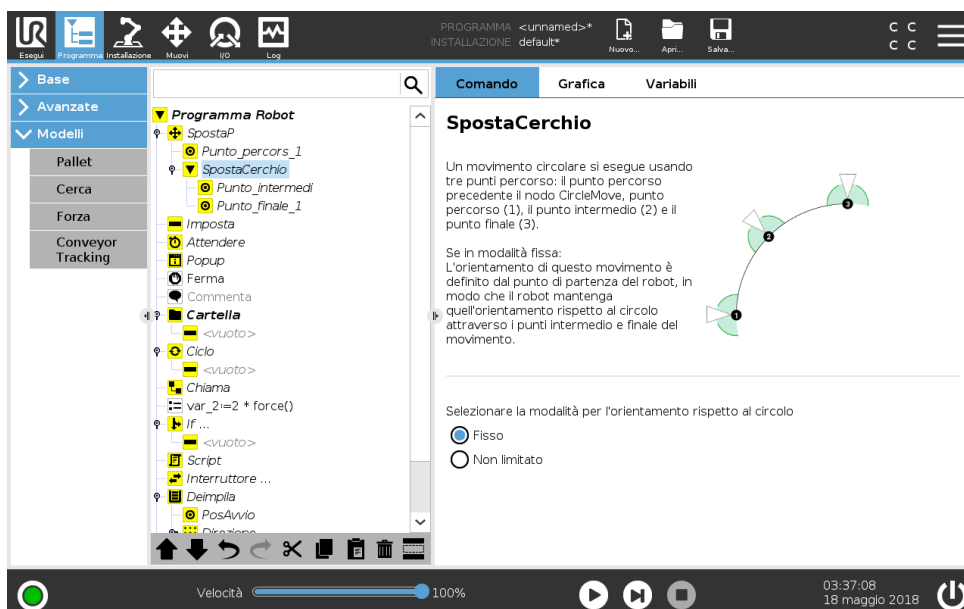 UR
PROGRAMMA <unnamed>*
INSTALLAZIONE default*
C C
C C
Esegui
Programma
Installazione
Muovi
I/O
Log
Nuovo...
Apri...
Salva...
Base
Avanzate
Modelli
Pallet
Cerca
Forza
Conveyor
Tracking
Programma Robot
SpostaP
Punto_percors_1
SpostaCerchio
Punto_intermedi
Punto_finale_1
Imposta
Attendere
Popup
Ferma
Commenta
Cartella
<vuoto>
Ciclo
<vuoto>
Chiama
var_2:=2 * force()
If ...
<vuoto>
Script
Interruttore ...
Deimpila
PosAvvio
Direzione
Comando
Grafica
Variabili
SpostaCerchio
Un movimento circolare si esegue usando
tre punti percorso: il punto percorso
precedente il nodo CircleMove, punto
percorso (1), il punto intermedio (2) e il
punto finale (3).
Se in modalità fissa:
L'orientamento di questo movimento è
definito dal punto di partenza del robot, in
modo che il robot mantenga
quell'orientamento rispetto al circolo
attraverso i punti intermedio e finale del
movimento.
3
2
1
Selezionare la modalità per l'orientamento rispetto al circolo
Fisso
Non limitato
Velocità
100%
03:37:08
18 maggio 2018